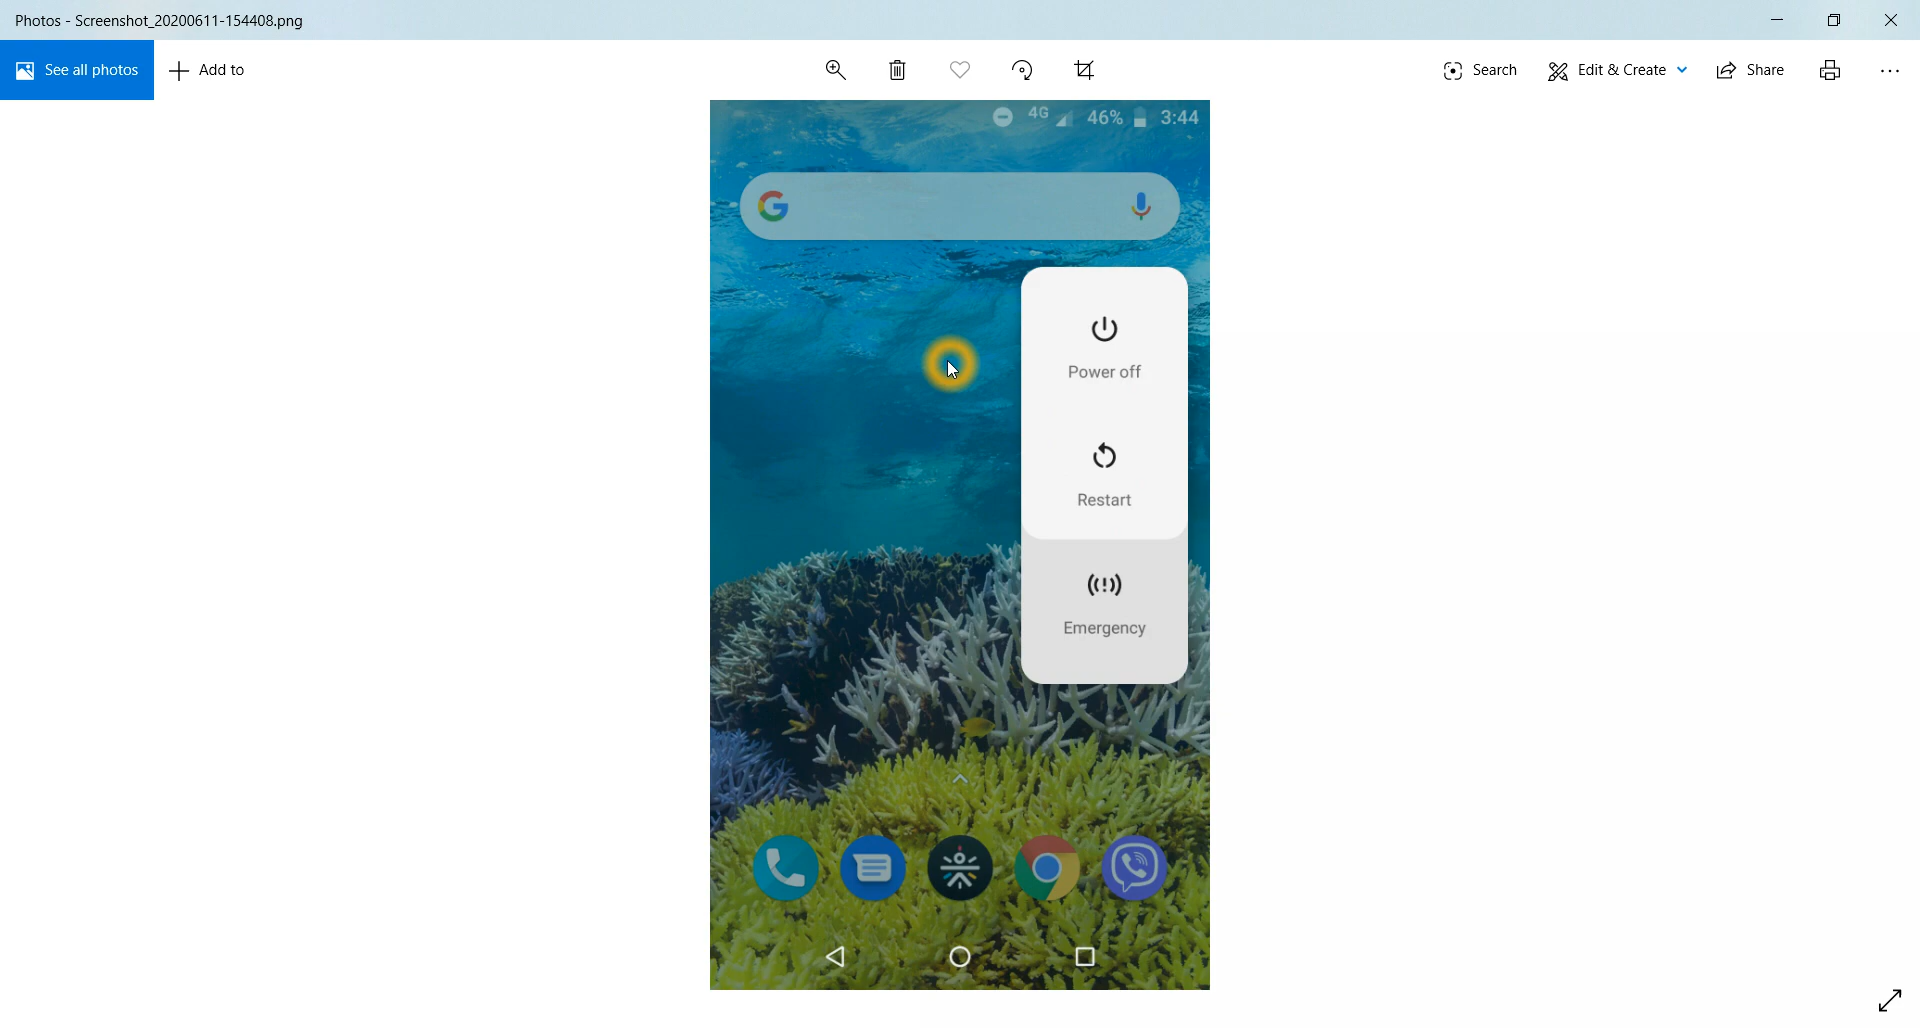 Photos - Screenshot_20200611-154408.png
See all photos
Add to
Search
Edit & Create
Share
4G 46% 3:44
Power off
Restart
Emergency